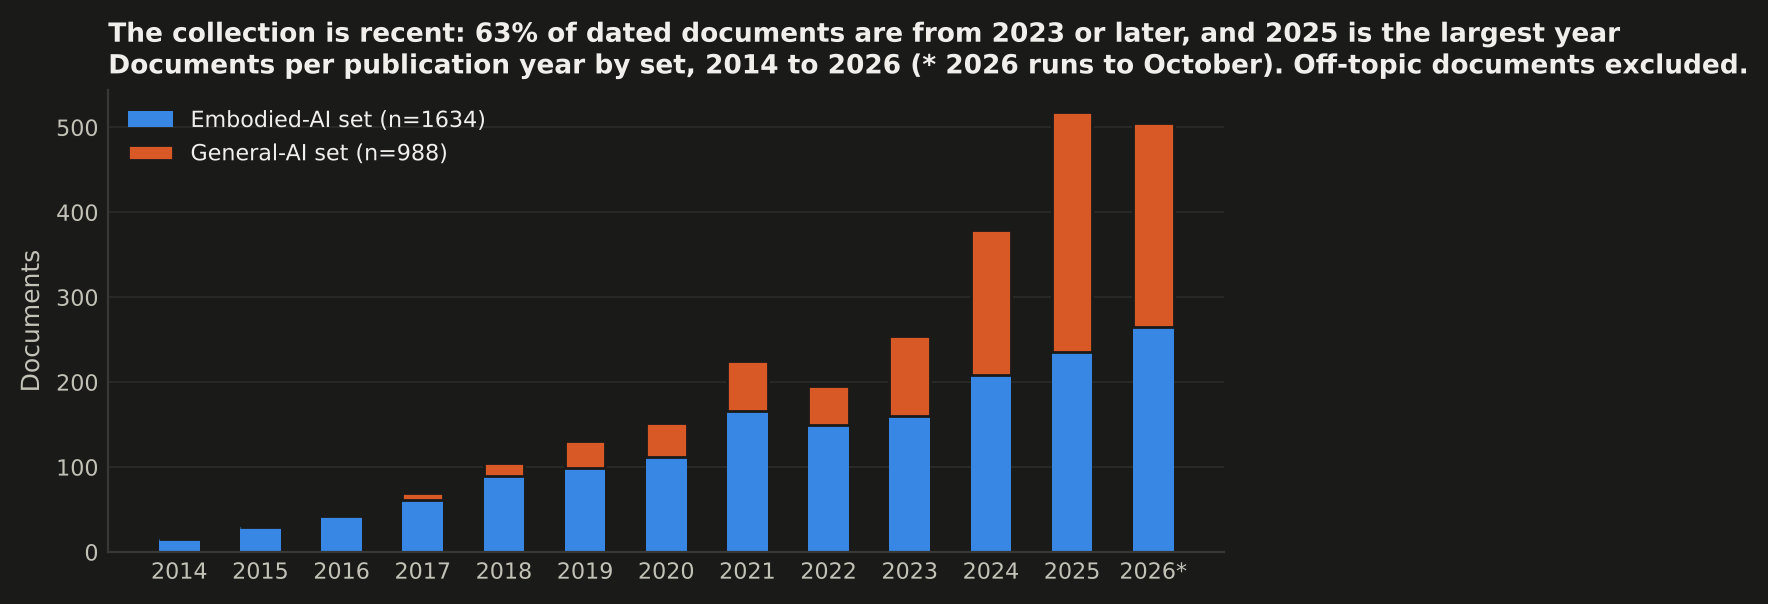 The collection is recent: 63% of dated documents are from 2023 or later, and 2025 is the largest year
Documents per publication year by set, 2014 to 2026 (* 2026 runs to October). Off-topic documents excluded.
Embodied-AI set (n=1634)
General-AI set (n=988)
Documents
500
400
300
200
100
0
2014 2015 2016 2017 2018 2019 2020 2021 2022 2023 2024 2025 2026*